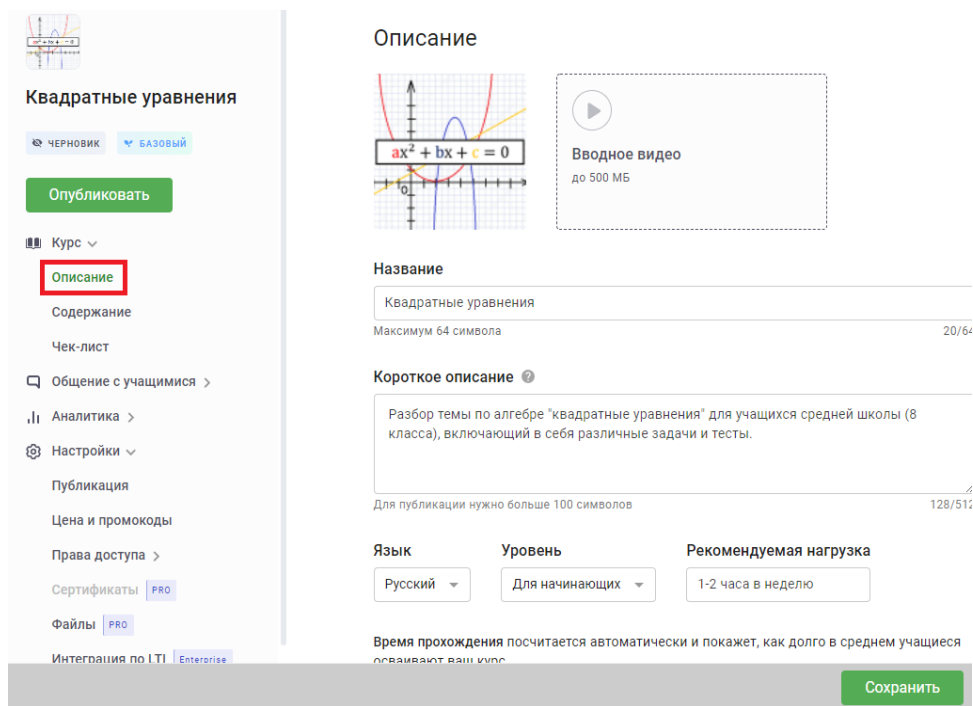 Квадратные уравнения
ЧЕРНОВИК
БАЗОВЫЙ
Опубликовать
Курс
Описание
Содержание
Чек-лист
Общение с учащимися
Аналитика
Настройки
Публикация
Цена и промокоды
Права доступа
Сертификаты PRO
Файлы PRO
Интеграция по LTI Enterprise
Описание
ax² + bx + c = 0
0
Вводное видео
до 500 МБ
Название
Квадратные уравнения
Максимум 64 символа 20/64
Короткое описание
Разбор темы по алгебре "квадратные уравнения" для учащихся средней школы (8
класса), включающий в себя различные задачи и тесты.
Для публикации нужно больше 100 символов 128/512
Язык Уровень Рекомендуемая нагрузка
Русский Для начинающих 1-2 часа в неделю
Время прохождения посчитается автоматически и покажет, как долго в среднем учащиеся
осваивают ваш курс
Сохранить